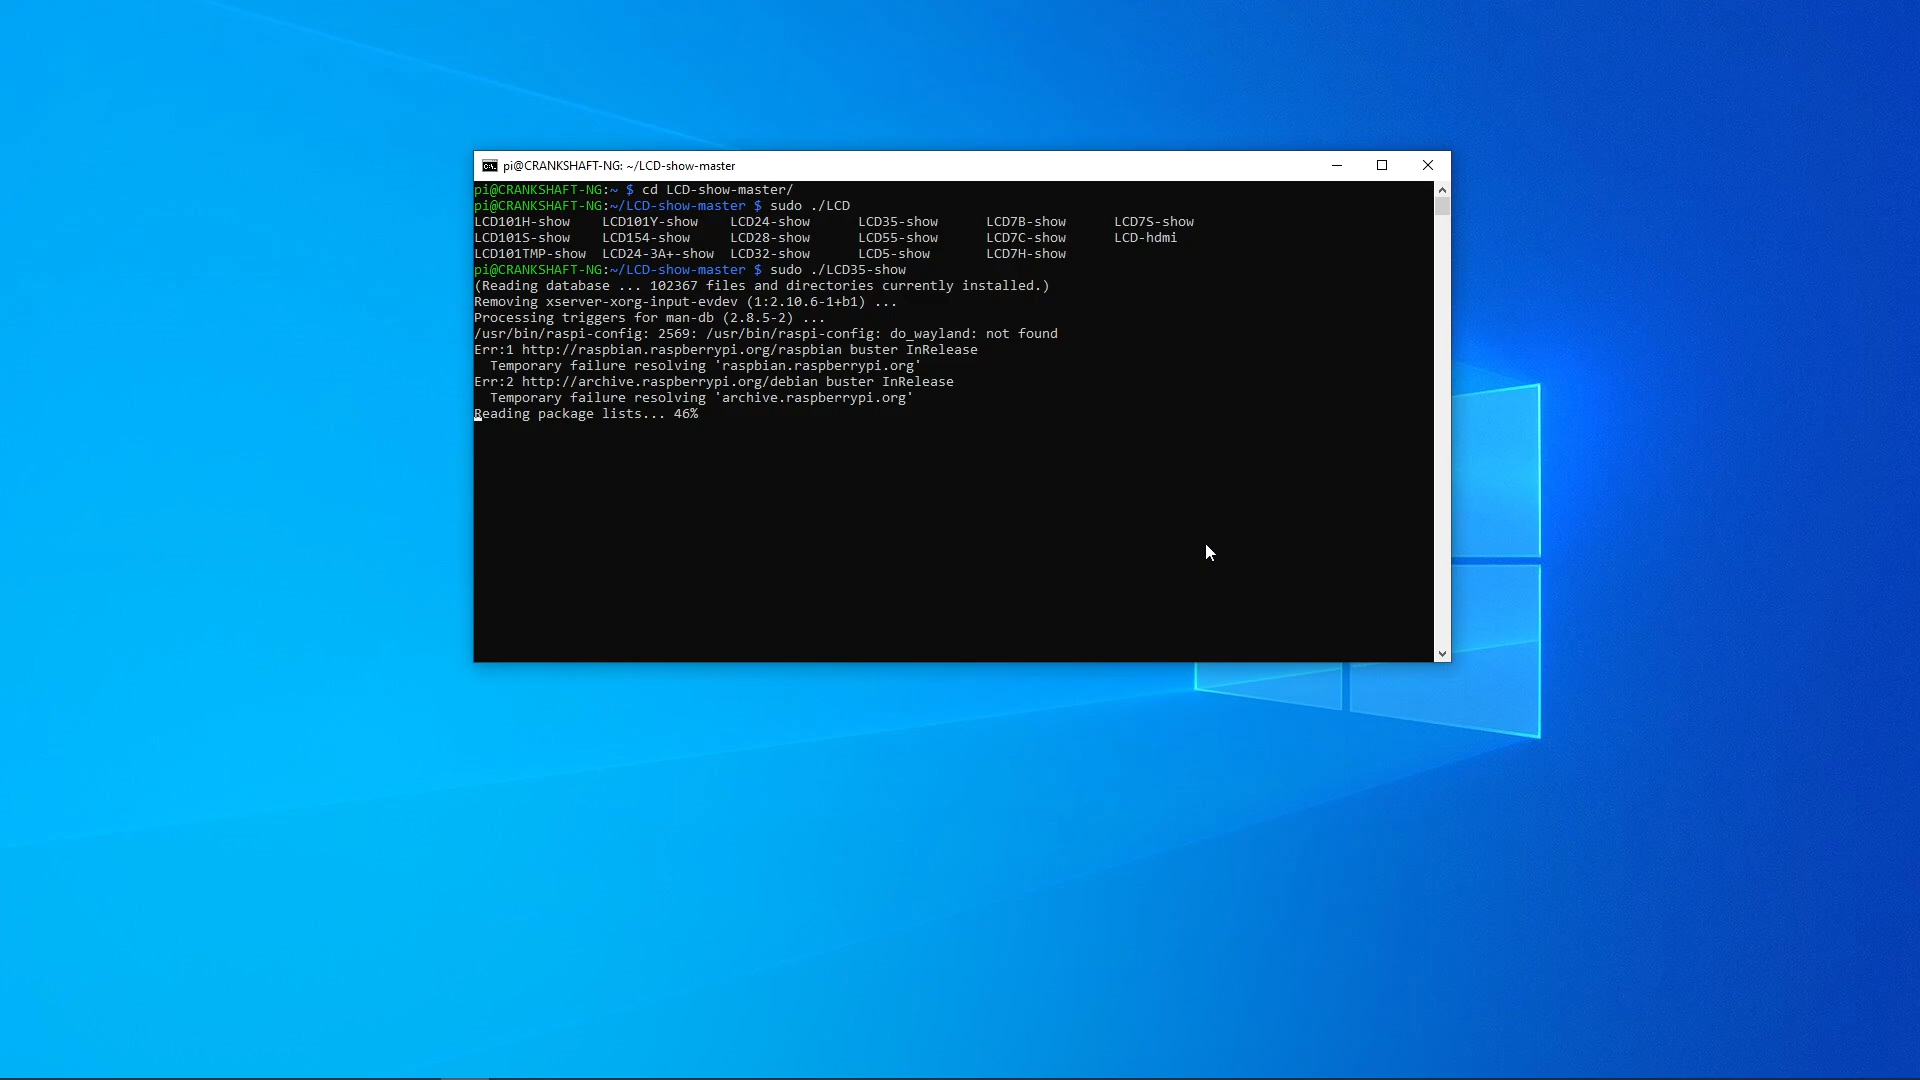 pi@CRANKSHAFT-NG: ~/LCD-show-master
pi@CRANKSHAFT-NG:~ $ cd LCD-show-master/
pi@CRANKSHAFT-NG:~/LCD-show-master $ sudo ./LCD
LCD101H-show    LCD101Y-show    LCD24-show      LCD35-show      LCD7B-show      LCD7S-show
LCD101S-show    LCD154-show     LCD28-show      LCD55-show      LCD7C-show      LCD-hdmi
LCD101TMP-show  LCD24-3A+-show  LCD32-show      LCD5-show       LCD7H-show
pi@CRANKSHAFT-NG:~/LCD-show-master $ sudo ./LCD35-show
(Reading database ... 102367 files and directories currently installed.)
Removing xserver-xorg-input-evdev (1:2.10.6-1+b1) ...
Processing triggers for man-db (2.8.5-2) ...
/usr/bin/raspi-config: 2569: /usr/bin/raspi-config: do_wayland: not found
Err:1 http://raspbian.raspberrypi.org/raspbian buster InRelease
  Temporary failure resolving 'raspbian.raspberrypi.org'
Err:2 http://archive.raspberrypi.org/debian buster InRelease
  Temporary failure resolving 'archive.raspberrypi.org'
Reading package lists... 46%